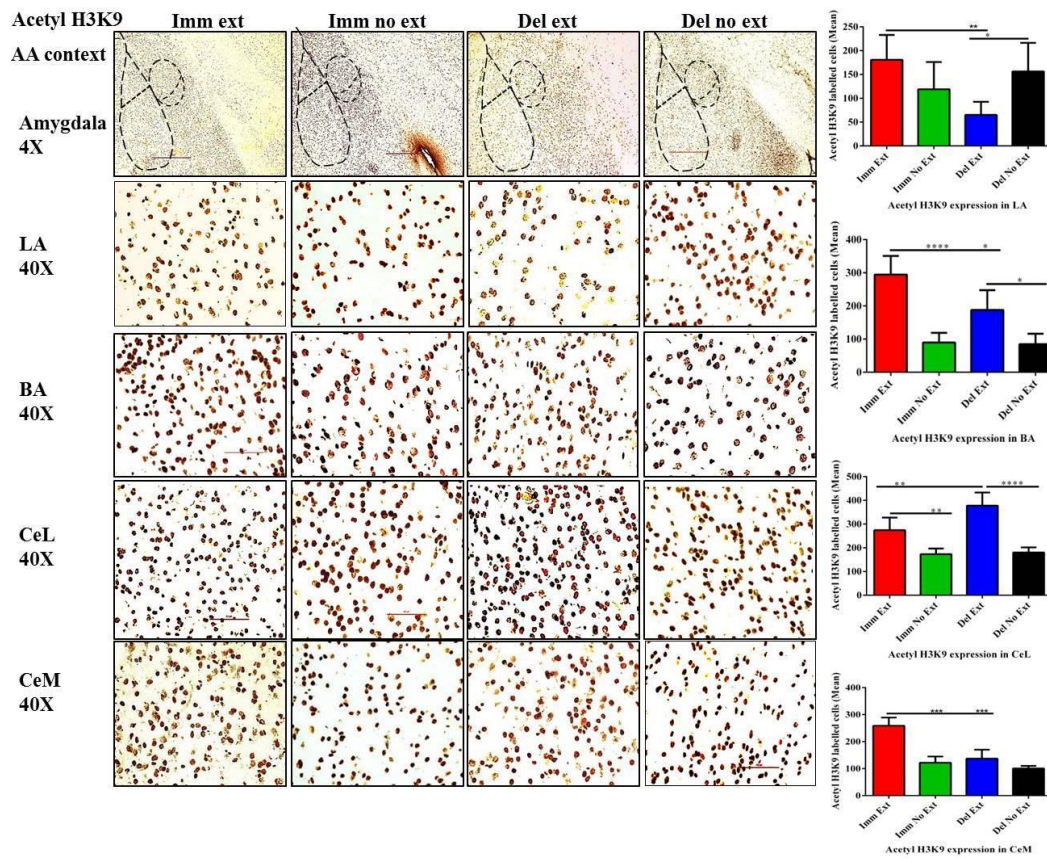 Acetyl H3K9
Imm ext
Imm no ext
Del ext
Del no ext
AA context
Amygdala
4X
LA
40X
BA
40X
CeL
40X
CeM
40X
Acetyl H3K9 labelled cells (Mean)
250
200
150
100
50
0
**
*
Imm Ext
Imm No Ext
Del Ext
Del No Ext
Acetyl H3K9 expression in LA
Acetyl H3K9 labelled cells (Mean)
400
300
200
100
0
****
*
*
Imm Ext
Imm No Ext
Del Ext
Del No Ext
Acetyl H3K9 expression in BA
Acetyl H3K9 labelled cells (Mean)
500
400
300
200
100
0
**
****
**
Imm Ext
Imm No Ext
Del Ext
Del No Ext
Acetyl H3K9 expression in CeL
Acetyl H3K9 labelled cells (Mean)
400
300
200
100
0
***
***
Imm Ext
Imm No Ext
Del Ext
Del No Ext
Acetyl H3K9 expression in CeM